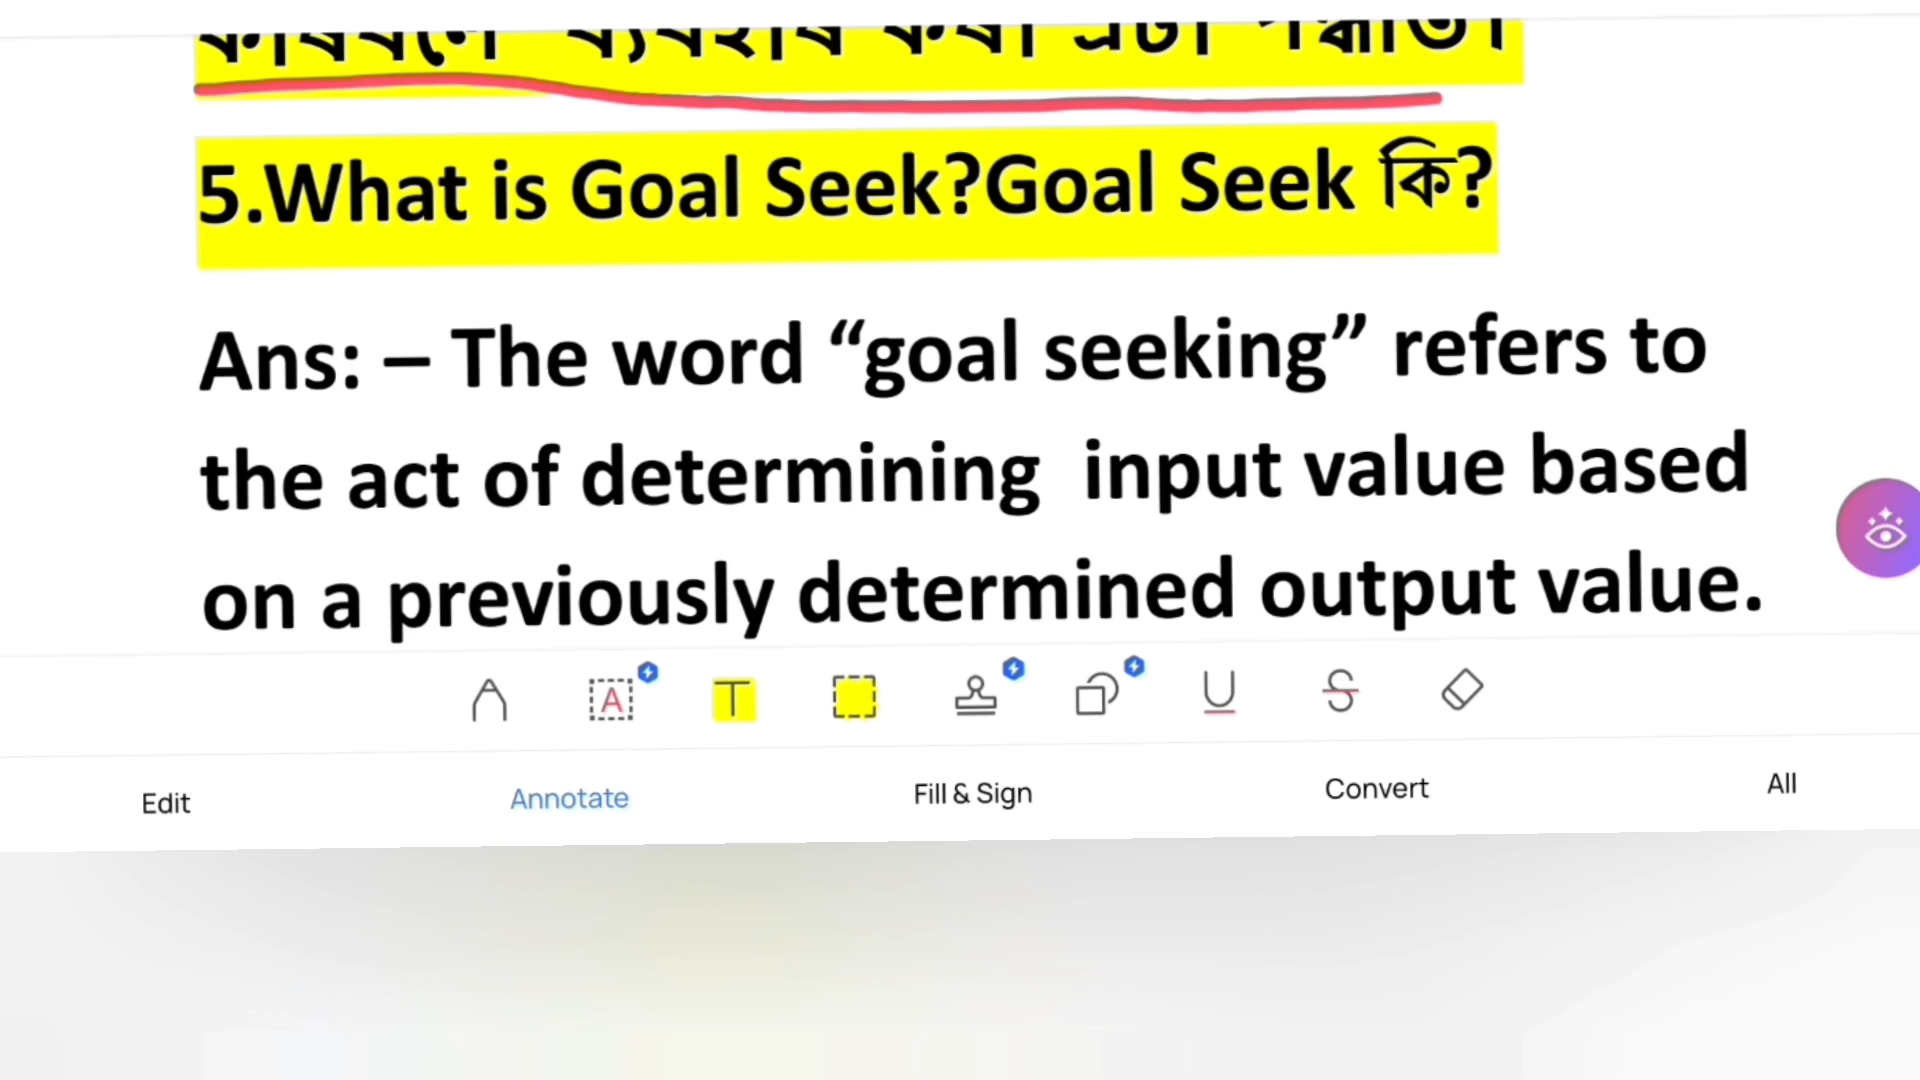 5.What is Goal Seek?Goal Seek কি?
Ans: – The word “goal seeking” refers to
the act of determining  input value based
on a previously determined output value.
Edit
Annotate
Fill & Sign
Convert
All